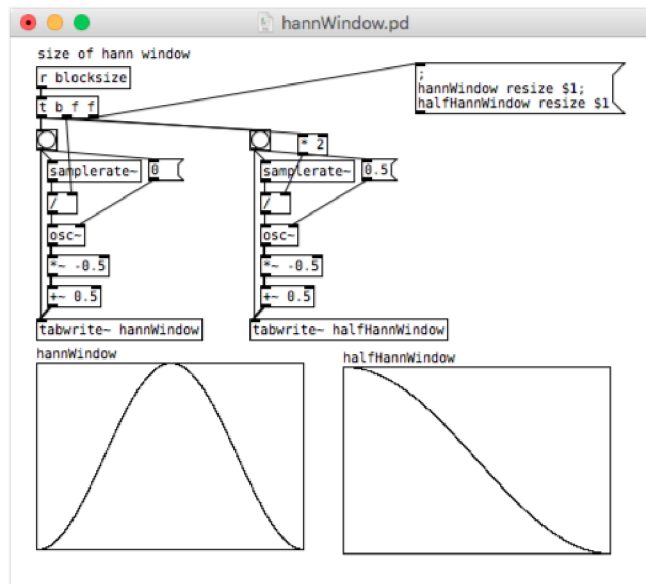 hannWindow.pd
size of hann window
r blocksize
t b f f
;
hannWindow resize $1;
halfHannWindow resize $1
* 2
samplerate~
0
samplerate~
0.5
/
/
osc~
osc~
*~ -0.5
*~ -0.5
+~ 0.5
+~ 0.5
tabwrite~ hannWindow
tabwrite~ halfHannWindow
hannWindow
halfHannWindow